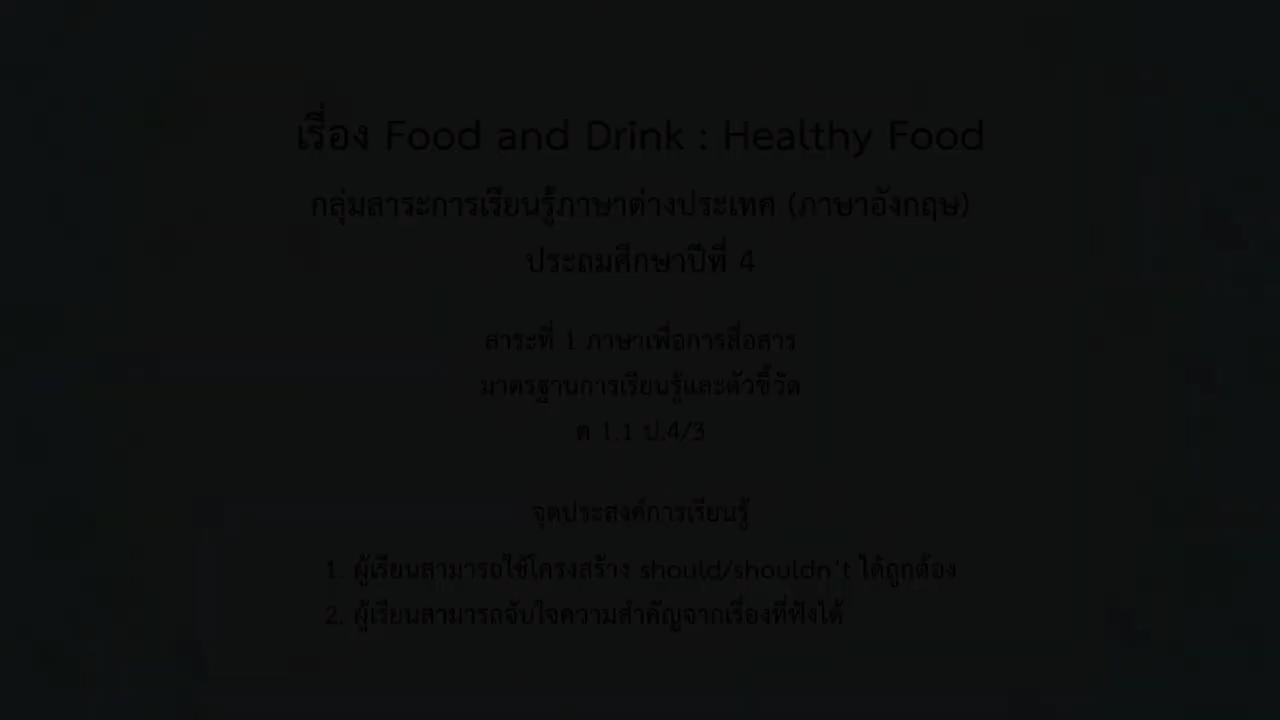 เรื่อง Food and Drink : Healthy Food
กลุ่มสาระการเรียนรู้ภาษาต่างประเทศ (ภาษาอังกฤษ)
ประถมศึกษาปีที่ 4
สาระที่ 1 ภาษาเพื่อการสื่อสาร
มาตรฐานการเรียนรู้และตัวชี้วัด
ต 1.1 ป.4/3
จุดประสงค์การเรียนรู้
1. ผู้เรียนสามารถใช้โครงสร้าง should/shouldn't ได้ถูกต้อง
2. ผู้เรียนสามารถจับใจความสำคัญจากเรื่องที่ฟังได้